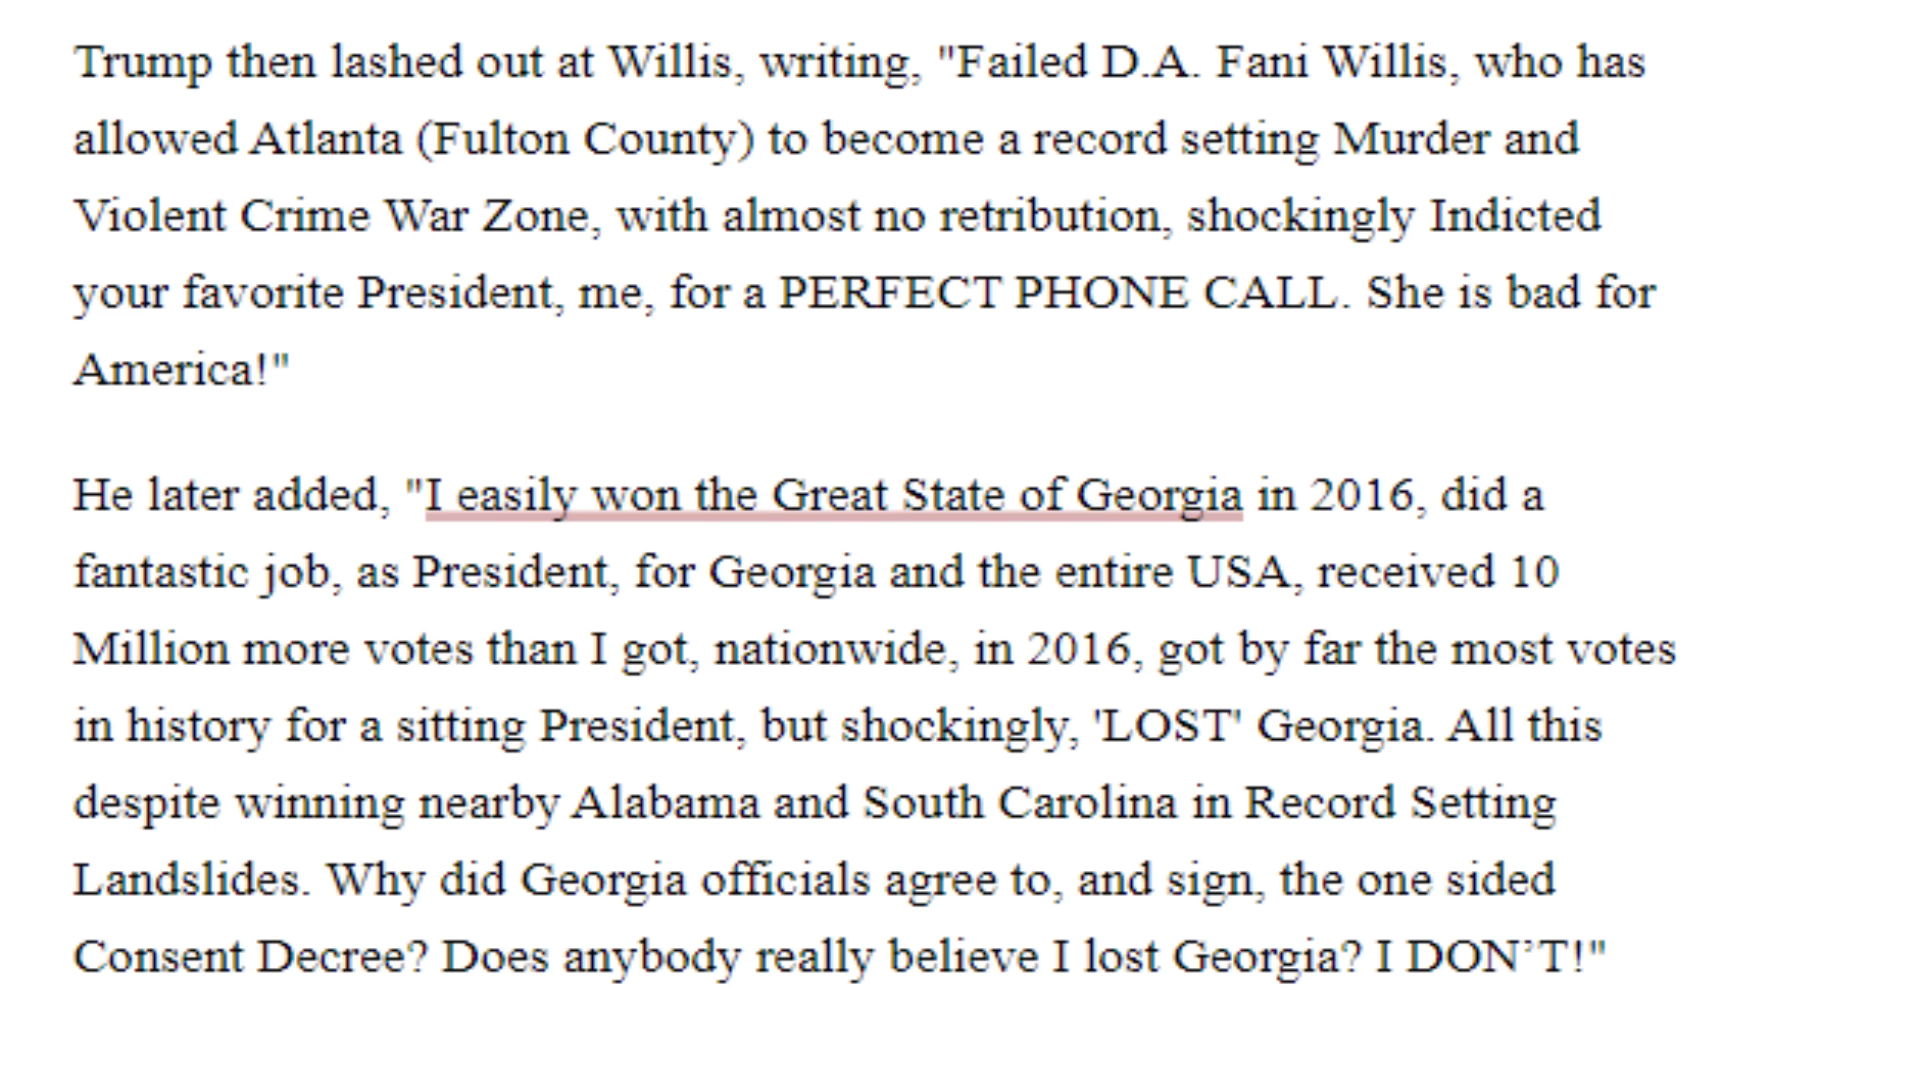 Trump then lashed out at Willis, writing, "Failed D.A. Fani Willis, who has
allowed Atlanta (Fulton County) to become a record setting Murder and
Violent Crime War Zone, with almost no retribution, shockingly Indicted
your favorite President, me, for a PERFECT PHONE CALL. She is bad for
America!"
He later added, "I easily won the Great State of Georgia in 2016, did a
fantastic job, as President, for Georgia and the entire USA, received 10
Million more votes than I got, nationwide, in 2016, got by far the most votes
in history for a sitting President, but shockingly, 'LOST' Georgia. All this
despite winning nearby Alabama and South Carolina in Record Setting
Landslides. Why did Georgia officials agree to, and sign, the one sided
Consent Decree? Does anybody really believe I lost Georgia? I DON’T!"